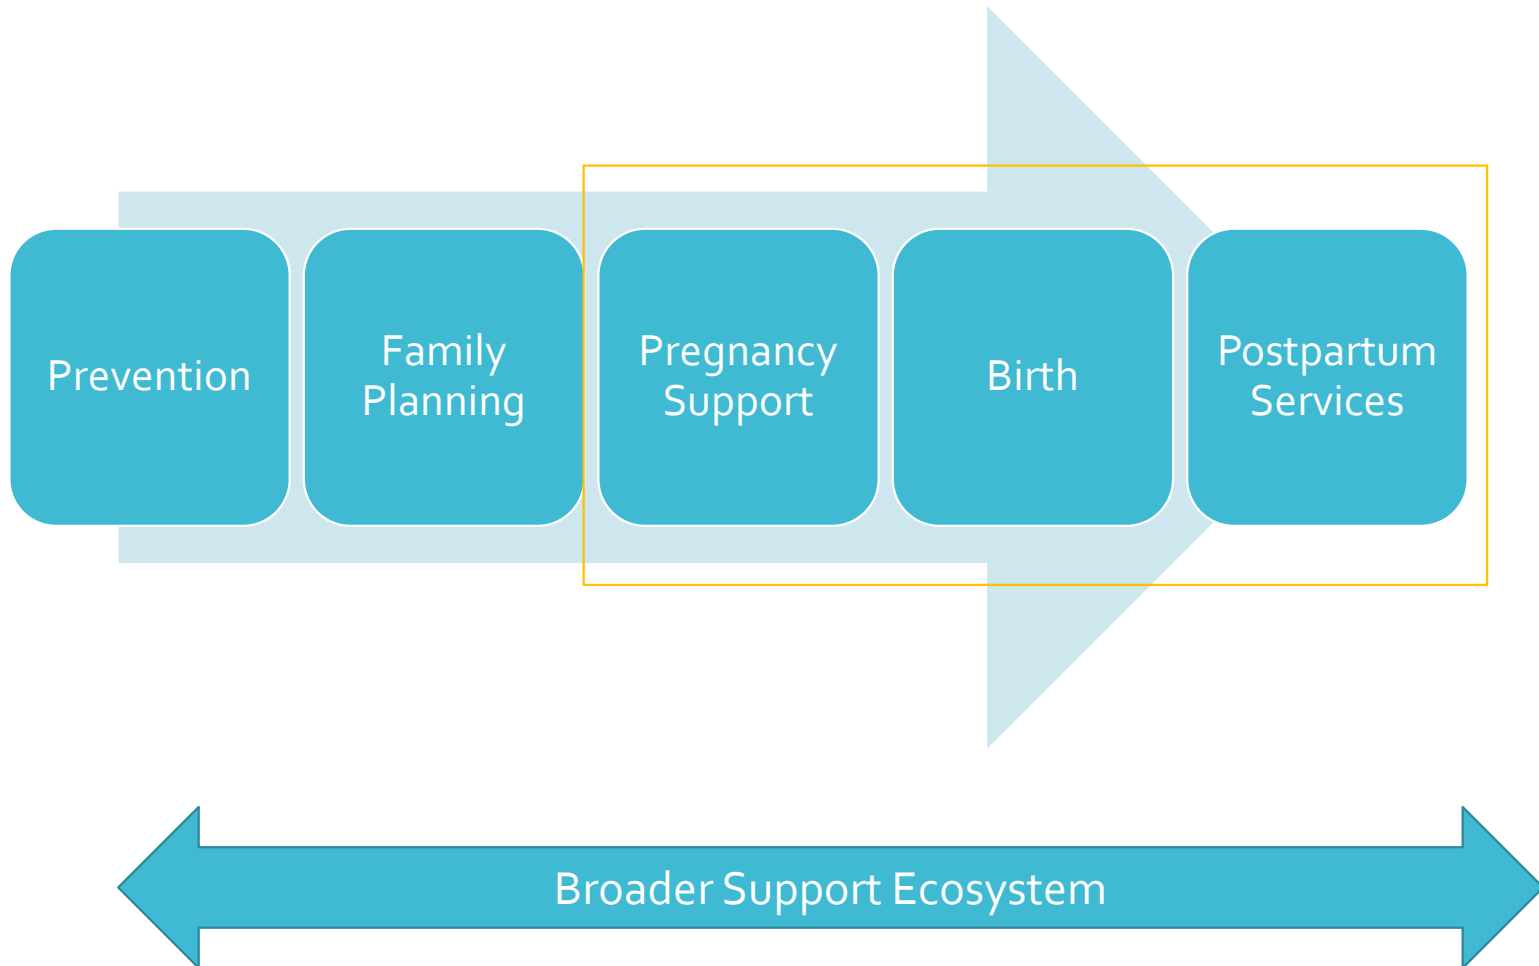 Prevention
Family
Planning
Pregnancy
Support
Birth
Postpartum
Services
Broader Support Ecosystem